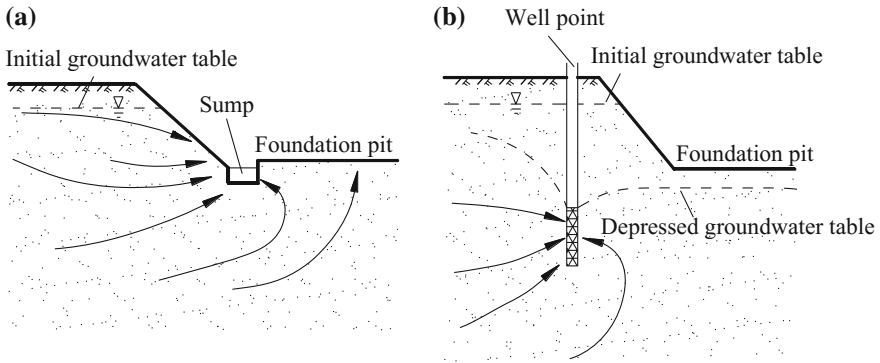 (a)
Initial groundwater table
Sump
Foundation pit
(b)
Well point
Initial groundwater table
Foundation pit
Depressed groundwater table